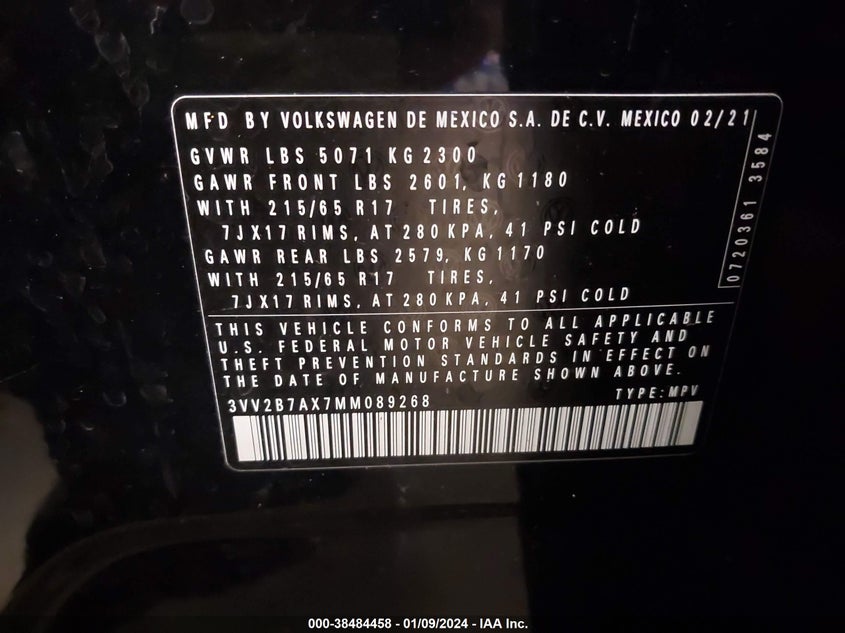 MFD BY VOLKSWAGEN DE MEXICO S.A. DE C.V. MEXICO 02/21
GVWR LBS 5071 KG 2300
GAWR FRONT LBS 2601, KG 1180
WITH 215/65 R17 TIRES,
7JX17 RIMS, AT 280 KPA, 41 PSI COLD
GAWR REAR LBS 2579, KG 1170
WITH 215/65 R17 TIRES,
7JX17 RIMS, AT 280 KPA, 41 PSI COLD
0720361 3584
THIS VEHICLE CONFORMS TO ALL APPLICABLE
U.S. FEDERAL MOTOR VEHICLE SAFETY AND
THEFT PREVENTION STANDARDS IN EFFECT ON
THE DATE OF MANUFACTURE SHOWN ABOVE.
3VV2B7AX7MM089268 TYPE: MPV
000-38484458 - 01/09/2024 - IAA Inc.